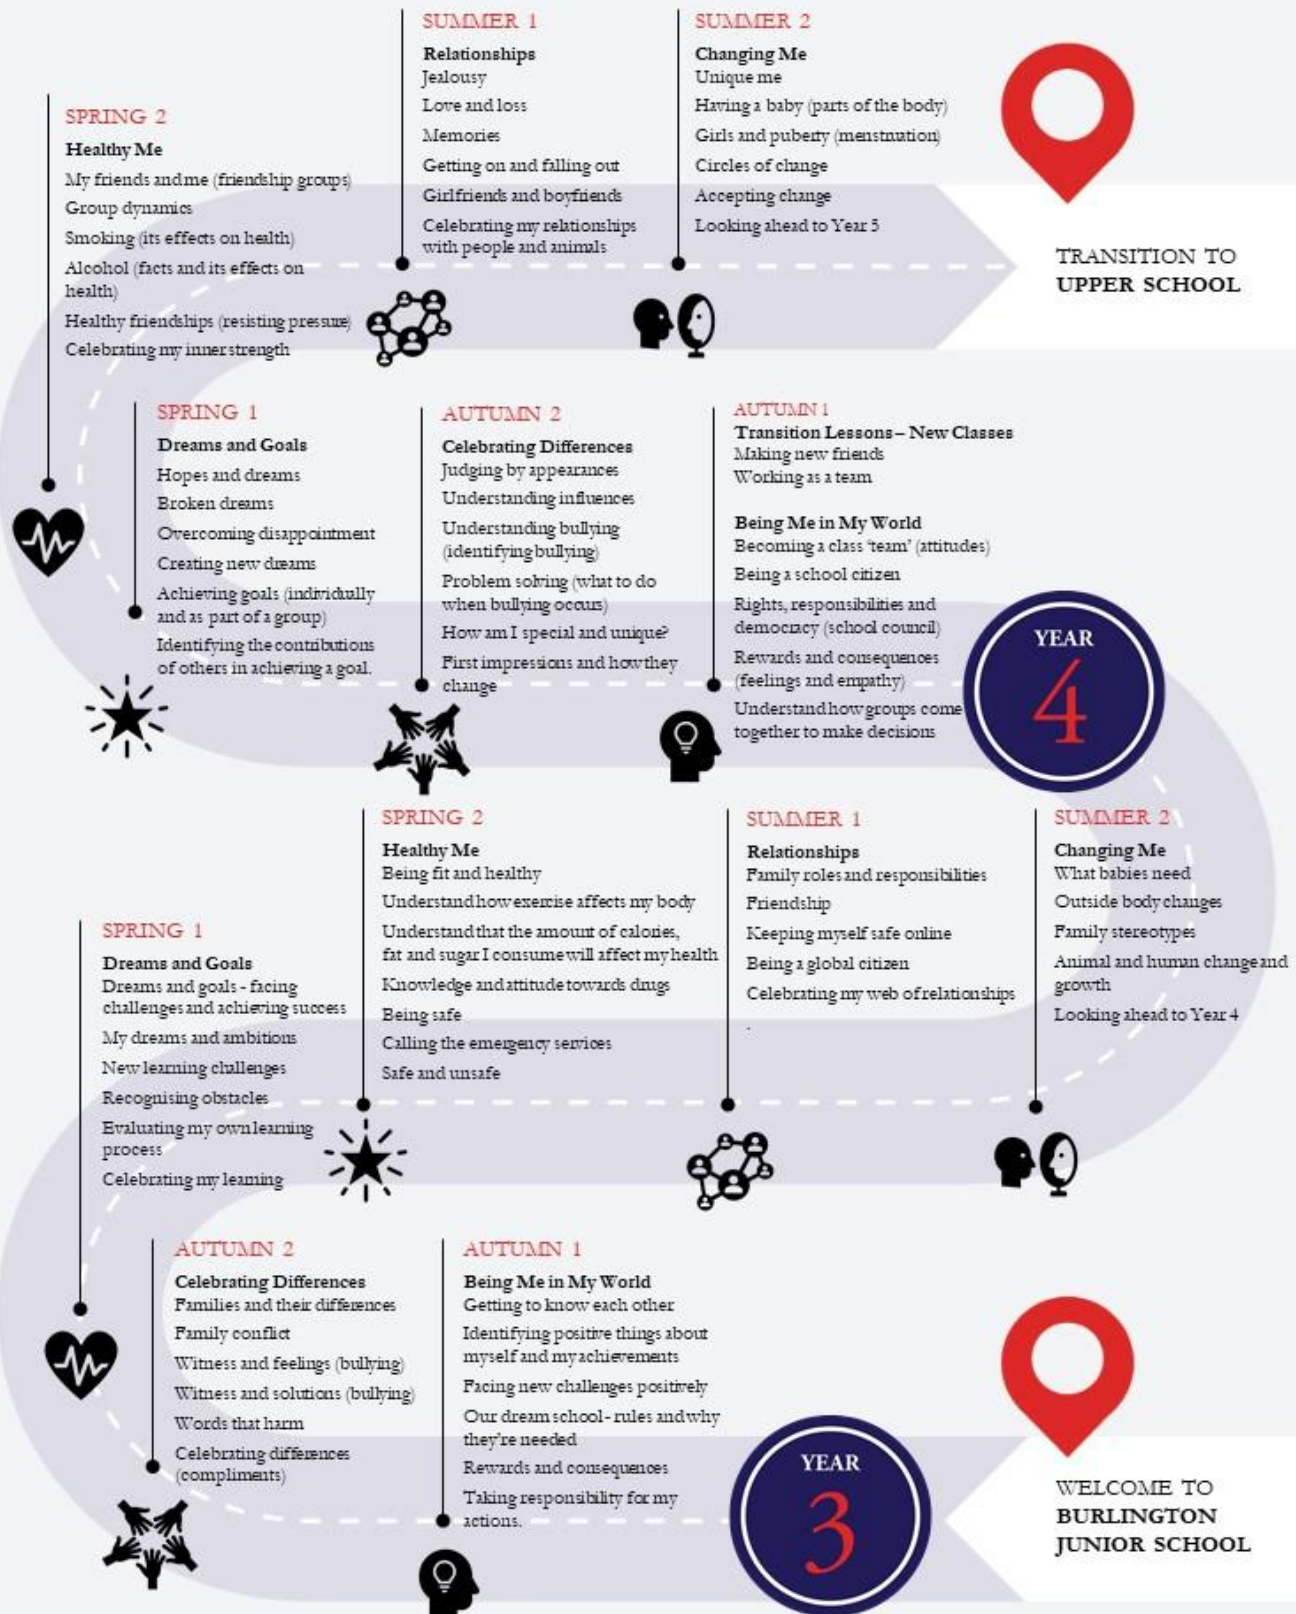 SUMMER 1
Relationships
Jealousy
Love and loss
Memories
Getting on and falling out
Girlfriends and boyfriends
Celebrating my relationships
with people and animals
SUMMER 2
Changing Me
Unique me
Having a baby (parts of the body)
Girls and puberty (menstruation)
Circles of change
Accepting change
Looking ahead to Year 5
SPRING 2
Healthy Me
My friends and me (friendship groups)
Group dynamics
Smoking (its effects on health)
Alcohol (facts and its effects on
health)
Healthy friendships (resisting pressure)
Celebrating my inner strength
TRANSITION TO
UPPER SCHOOL
SPRING 1
Dreams and Goals
Hopes and dreams
Broken dreams
Overcoming disappointment
Creating new dreams
Achieving goals (individually
and as part of a group)
Identifying the contributions
of others in achieving a goal.
AUTUMN 2
Celebrating Differences
Judging by appearances
Understanding influences
Understanding bullying
(identifying bullying)
Problem solving (what to do
when bullying occurs)
How am I special and unique?
First impressions and how they
change
AUTUMN 1
Transition Lessons – New Classes
Making new friends
Working as a team
Being Me in My World
Becoming a class ‘team’ (attitudes)
Being a school citizen
Rights, responsibilities and
democracy (school council)
Rewards and consequences
(feelings and empathy)
Understand how groups come
together to make decisions
YEAR
4
SPRING 2
Healthy Me
Being fit and healthy
Understand how exercise affects my body
Understand that the amount of calories,
fat and sugar I consume will affect my health
Knowledge and attitude towards drugs
Being safe
Calling the emergency services
Safe and unsafe
SUMMER 1
Relationships
Family roles and responsibilities
Friendship
Keeping myself safe online
Being a global citizen
Celebrating my web of relationships
.
SUMMER 2
Changing Me
What babies need
Outside body changes
Family stereotypes
Animal and human change and
growth
Looking ahead to Year 4
SPRING 1
Dreams and Goals
Dreams and goals - facing
challenges and achieving success
My dreams and ambitions
New learning challenges
Recognising obstacles
Evaluating my own learning
process
Celebrating my learning
AUTUMN 2
Celebrating Differences
Families and their differences
Family conflict
Witness and feelings (bullying)
Witness and solutions (bullying)
Words that harm
Celebrating differences
(compliments)
AUTUMN 1
Being Me in My World
Getting to know each other
Identifying positive things about
myself and my achievements
Facing new challenges positively
Our dream school - rules and why
they're needed
Rewards and consequences
Taking responsibility for my
actions.
YEAR
3
WELCOME TO
BURLINGTON
JUNIOR SCHOOL